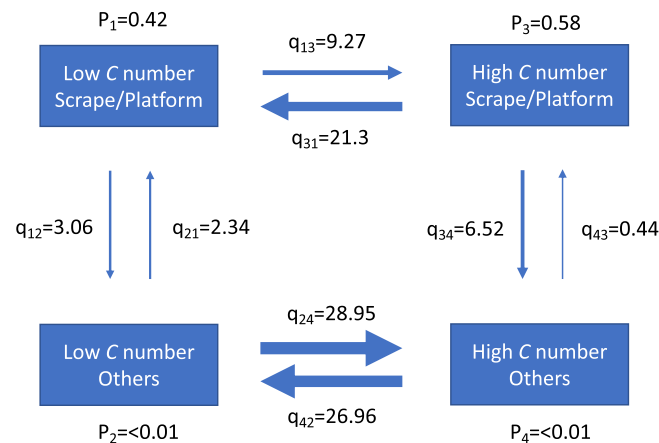 P₁=0.42
P₃=0.58
q₁₃=9.27
Low C number
Scrape/Platform
High C number
Scrape/Platform
q₃₁=21.3
q₁₂=3.06
q₂₁=2.34
q₃₄=6.52
q₄₃=0.44
q₂₄=28.95
Low C number
Others
High C number
Others
q₄₂=26.96
P₂=<0.01
P₄=<0.01